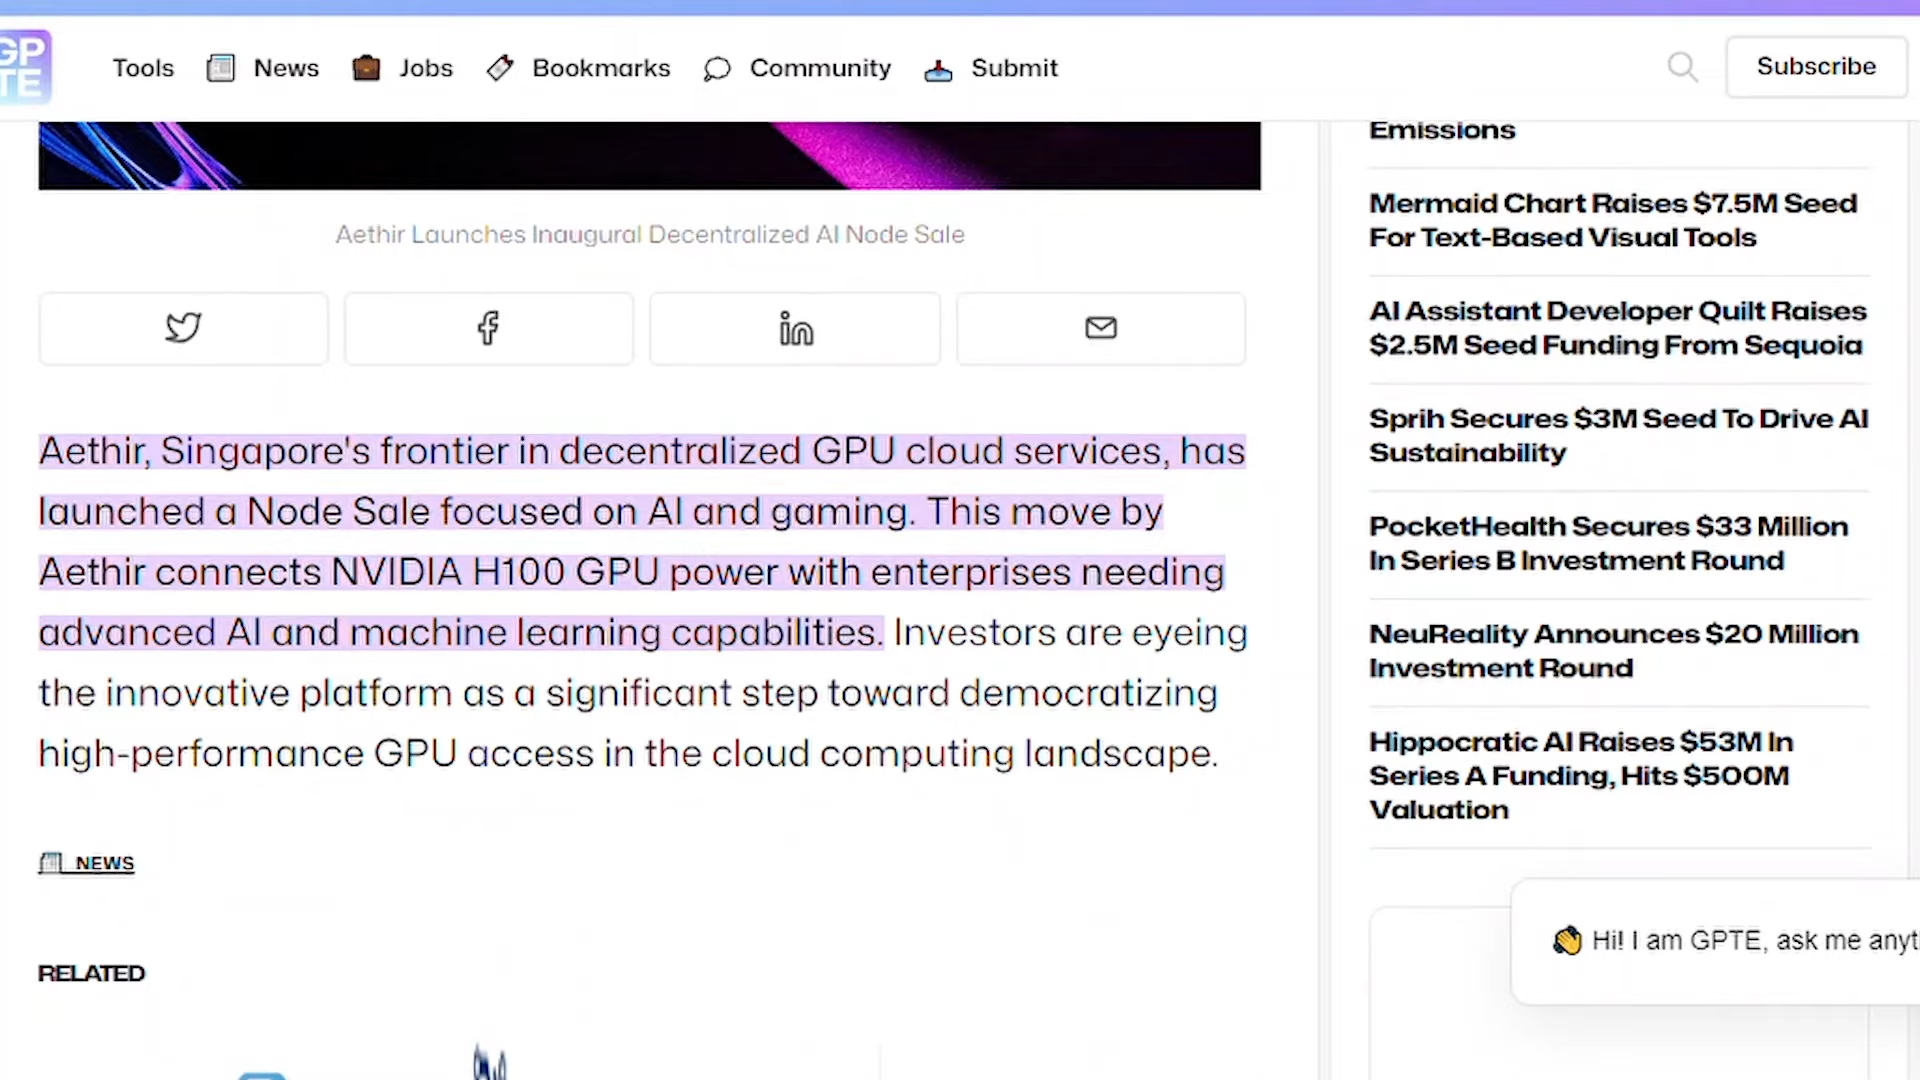 GP
TE
Tools
News
Jobs
Bookmarks
Community
Submit
Subscribe
Aethir Launches Inaugural Decentralized AI Node Sale
Aethir, Singapore's frontier in decentralized GPU cloud services, has
launched a Node Sale focused on AI and gaming. This move by
Aethir connects NVIDIA H100 GPU power with enterprises needing
advanced AI and machine learning capabilities. Investors are eyeing
the innovative platform as a significant step toward democratizing
high-performance GPU access in the cloud computing landscape.
NEWS
RELATED
Emissions
Mermaid Chart Raises $7.5M Seed
For Text-Based Visual Tools
AI Assistant Developer Quilt Raises
$2.5M Seed Funding From Sequoia
Sprih Secures $3M Seed To Drive AI
Sustainability
PocketHealth Secures $33 Million
In Series B Investment Round
NeuReality Announces $20 Million
Investment Round
Hippocratic AI Raises $53M In
Series A Funding, Hits $500M
Valuation
Hi! I am GPTE, ask me anyt